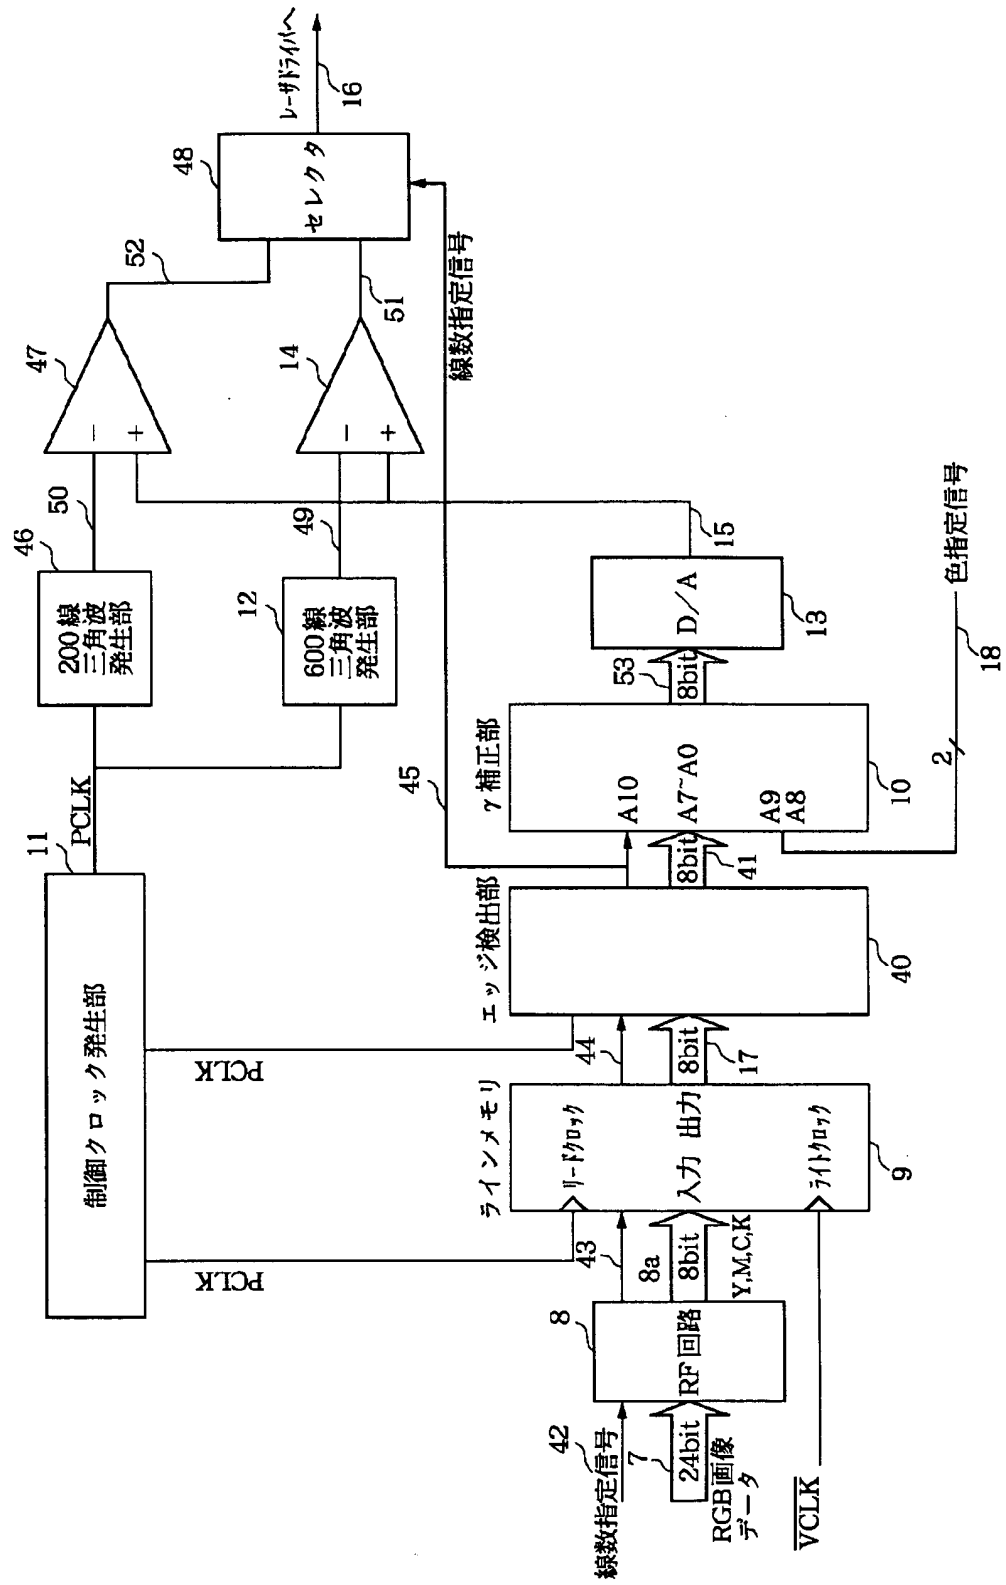 制御クロック発生部
11
PCLK
PCLK
PCLK
200線
三角波
発生部
46
50
600線
三角波
発生部
12
49
−
+
47
−
+
14
52
51
セレクタ
48
レーザドライバへ
16
線数指定信号
45
線数指定信号
42
24bit
7
RGB画像
データ
VCLK
RF回路
8
43
8a
8bit
Y,M,C,K
ラインメモリ
リードクロック
入力 出力
ライトクロック
9
44
8bit
17
エッジ検出部
40
8bit
41
γ補正部
A10
A7~A0
A9
A8
10
53
8bit
D/A
13
15
2
18
色指定信号